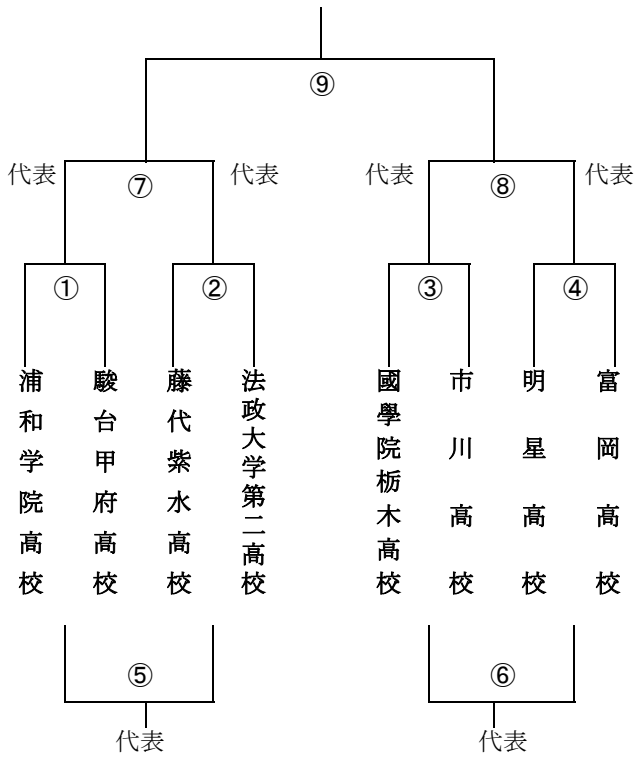 ⑨
代表
⑦
代表
代表
⑧
代表
①
②
③
④
浦和学院高校
駿台甲府高校
藤代紫水高校
法政大学第二高校
國學院栃木高校
市川高校
明星高校
富岡高校
⑤
⑥
代表
代表